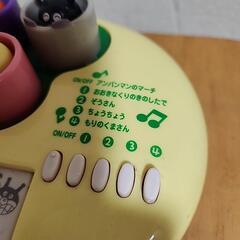 ON/OFF アンパンマンのマーチ
① おおきなくりのきのしたで
② ぞうさん
③ ちょうちょう
④ もりのくまさん
ON/OFF ① ② ③ ④